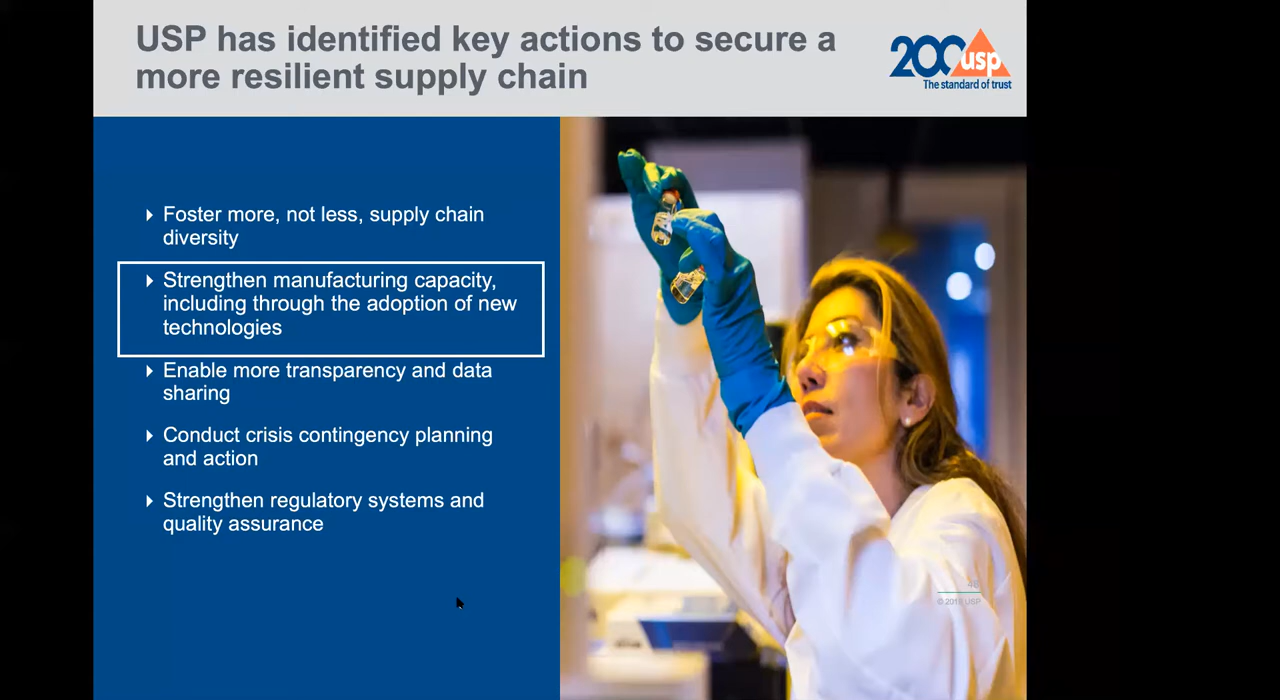 USP has identified key actions to secure a
more resilient supply chain
200 usp
The standard of trust
Foster more, not less, supply chain
diversity
Strengthen manufacturing capacity,
including through the adoption of new
technologies
Enable more transparency and data
sharing
Conduct crisis contingency planning
and action
Strengthen regulatory systems and
quality assurance
© 2019 USP